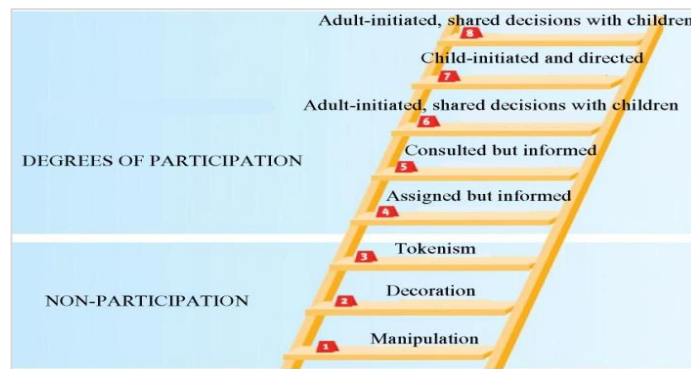 Adult-initiated, shared decisions with children
8
Child-initiated and directed
7
Adult-initiated, shared decisions with children
6
Consulted but informed
5
DEGREES OF PARTICIPATION
Assigned but informed
4
Tokenism
3
Decoration
2
NON-PARTICIPATION
Manipulation
1